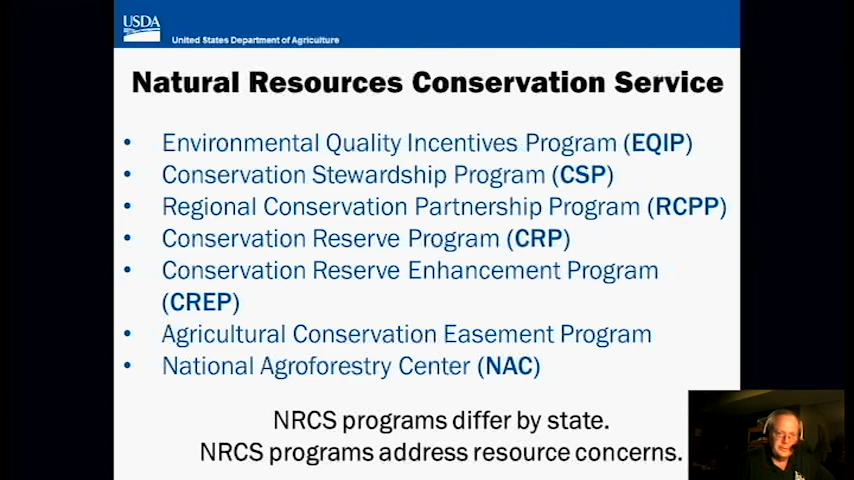 USDA
United States Department of Agriculture
Natural Resources Conservation Service
• Environmental Quality Incentives Program (EQIP)
• Conservation Stewardship Program (CSP)
• Regional Conservation Partnership Program (RCPP)
• Conservation Reserve Program (CRP)
• Conservation Reserve Enhancement Program
(CREP)
• Agricultural Conservation Easement Program
• National Agroforestry Center (NAC)
NRCS programs differ by state.
NRCS programs address resource concerns.